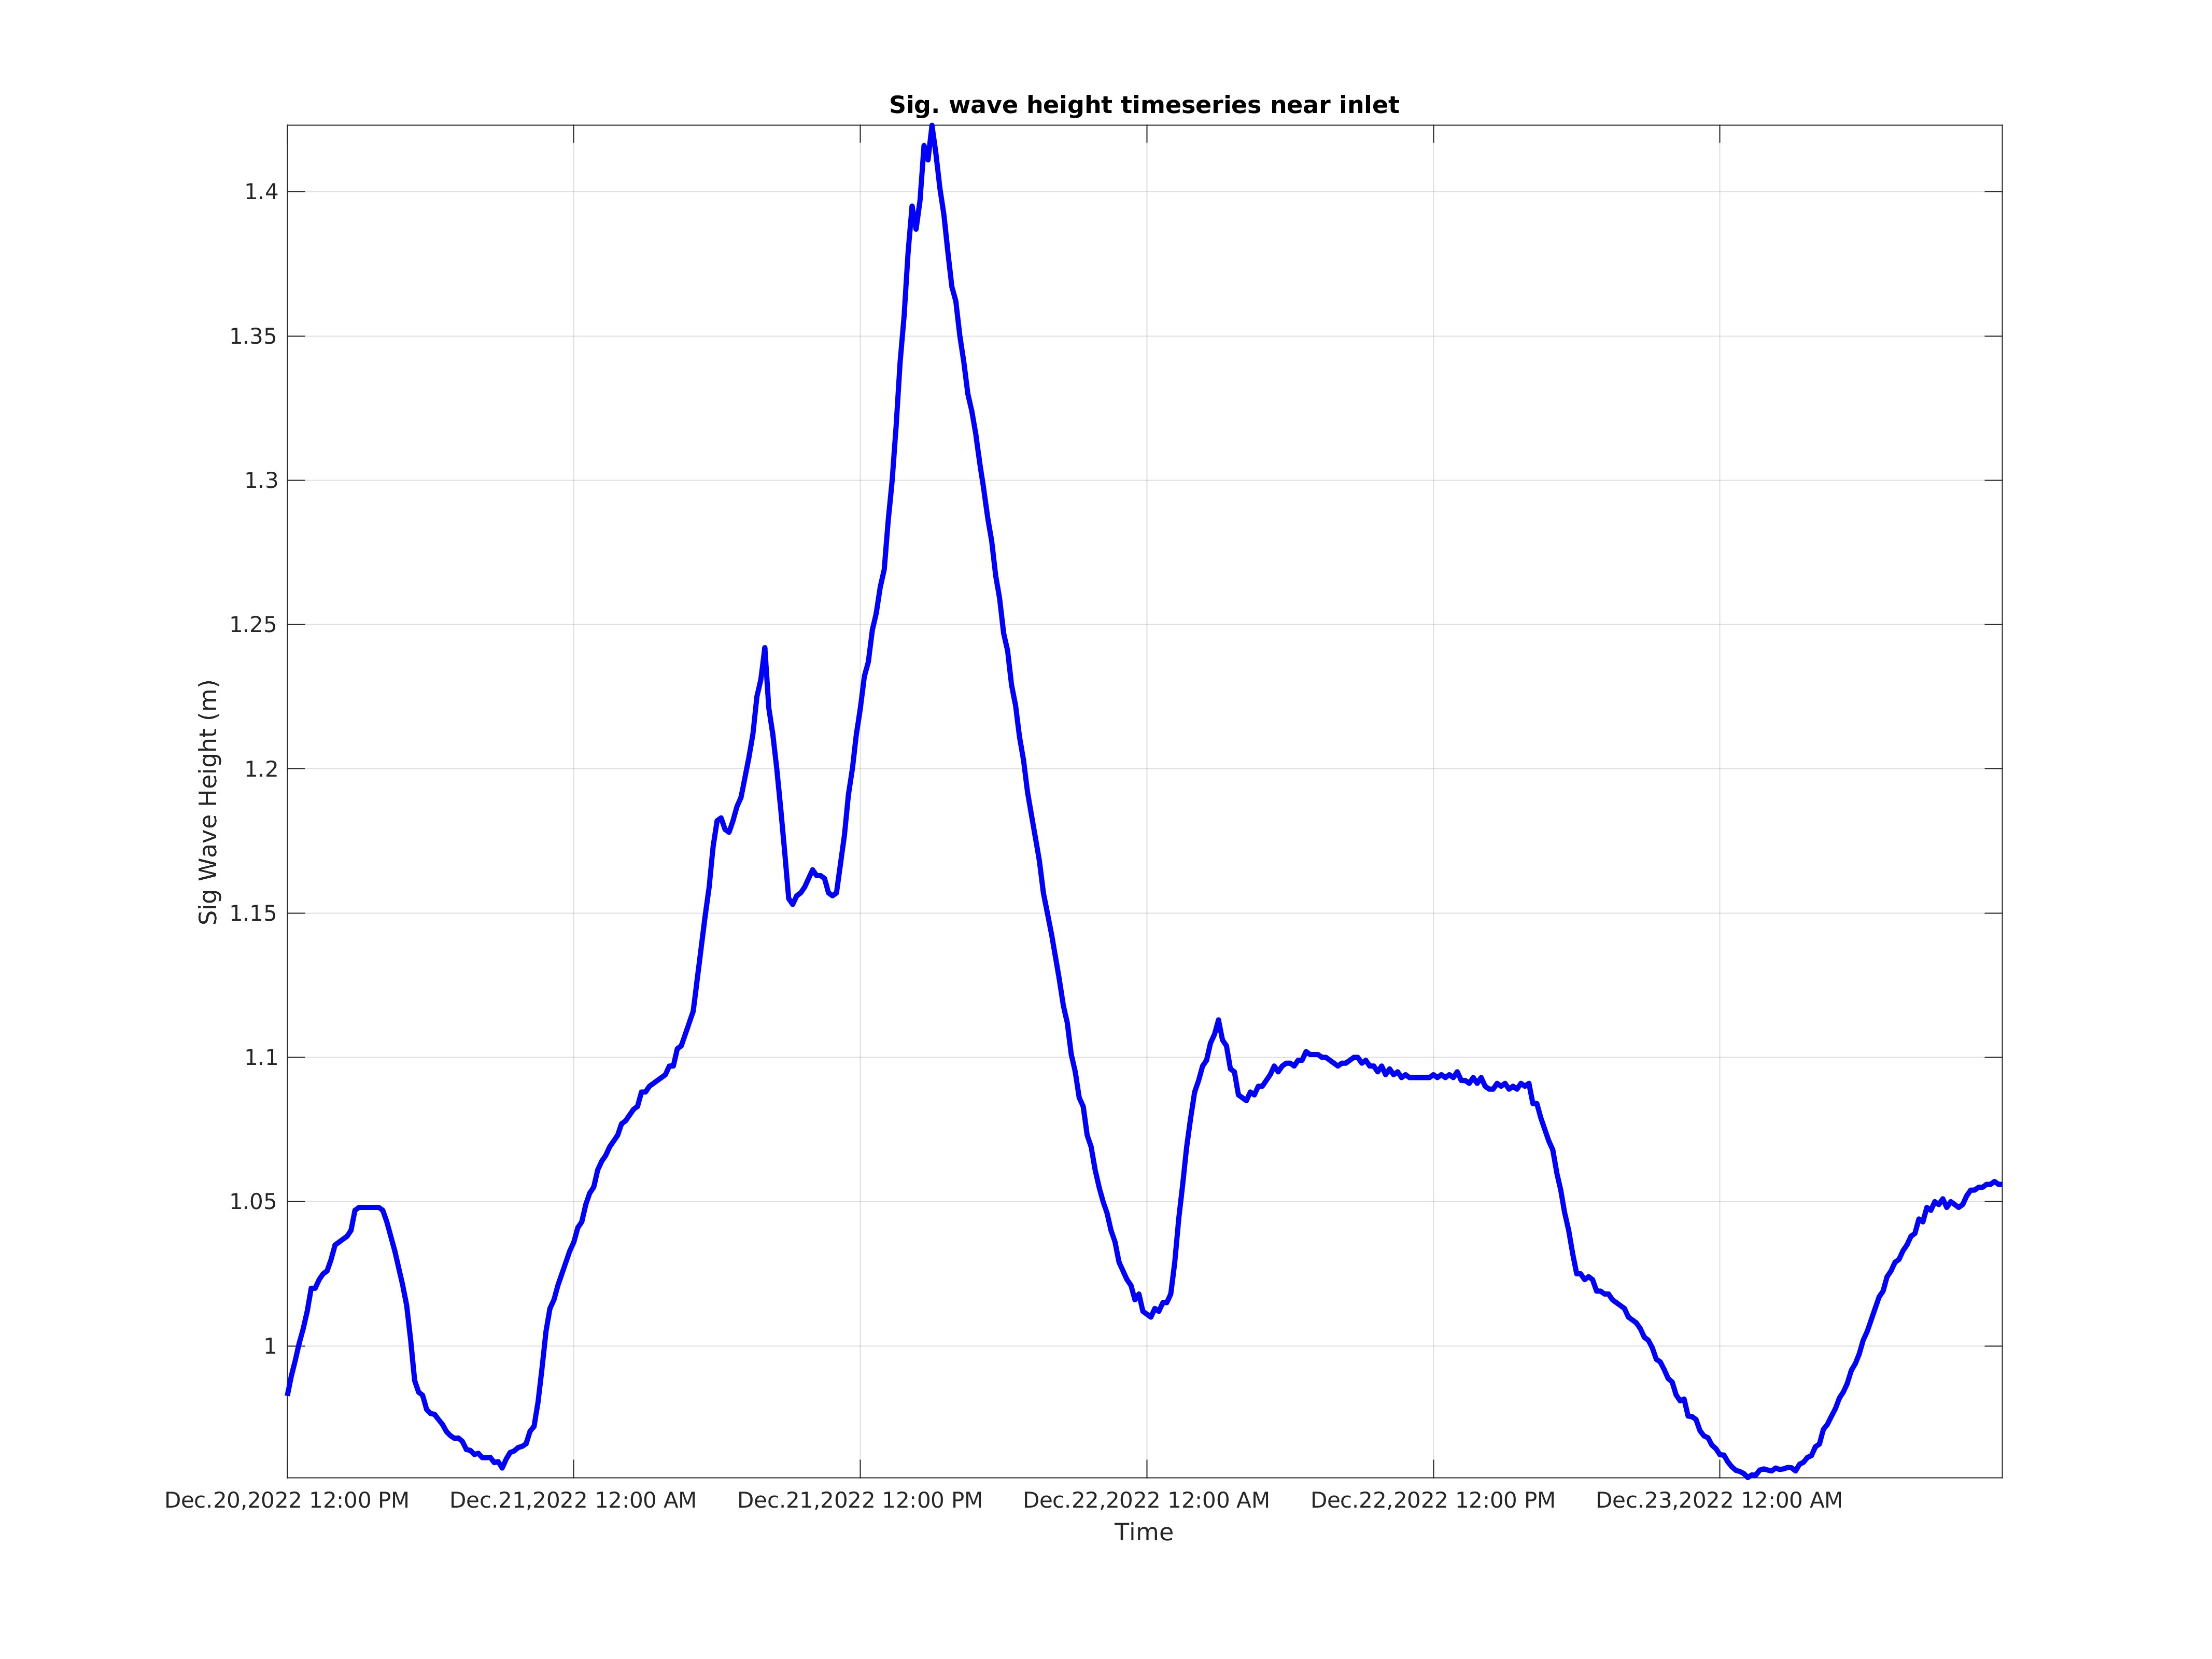 Sig. wave height timeseries near inlet
1.4
1.35
1.3
1.25
1.2
1.15
1.1
1.05
1
Sig Wave Height (m)
Dec.20,2022 12:00 PM
Dec.21,2022 12:00 AM
Dec.21,2022 12:00 PM
Dec.22,2022 12:00 AM
Dec.22,2022 12:00 PM
Dec.23,2022 12:00 AM
Time